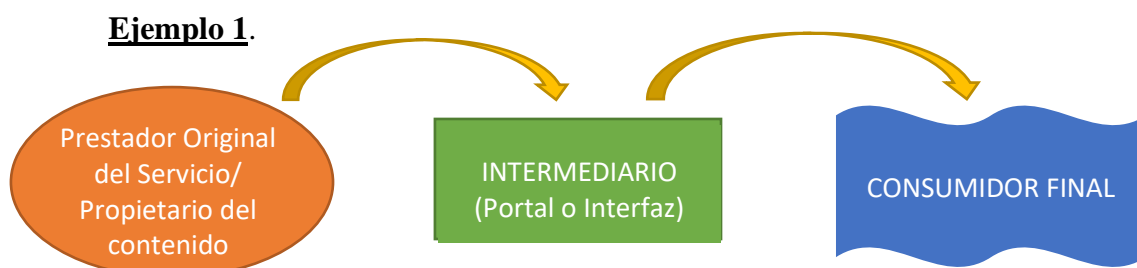 Ejemplo 1.
Prestador Original
del Servicio/
Propietario del
contenido
INTERMEDIARIO
(Portal o Interfaz)
CONSUMIDOR FINAL